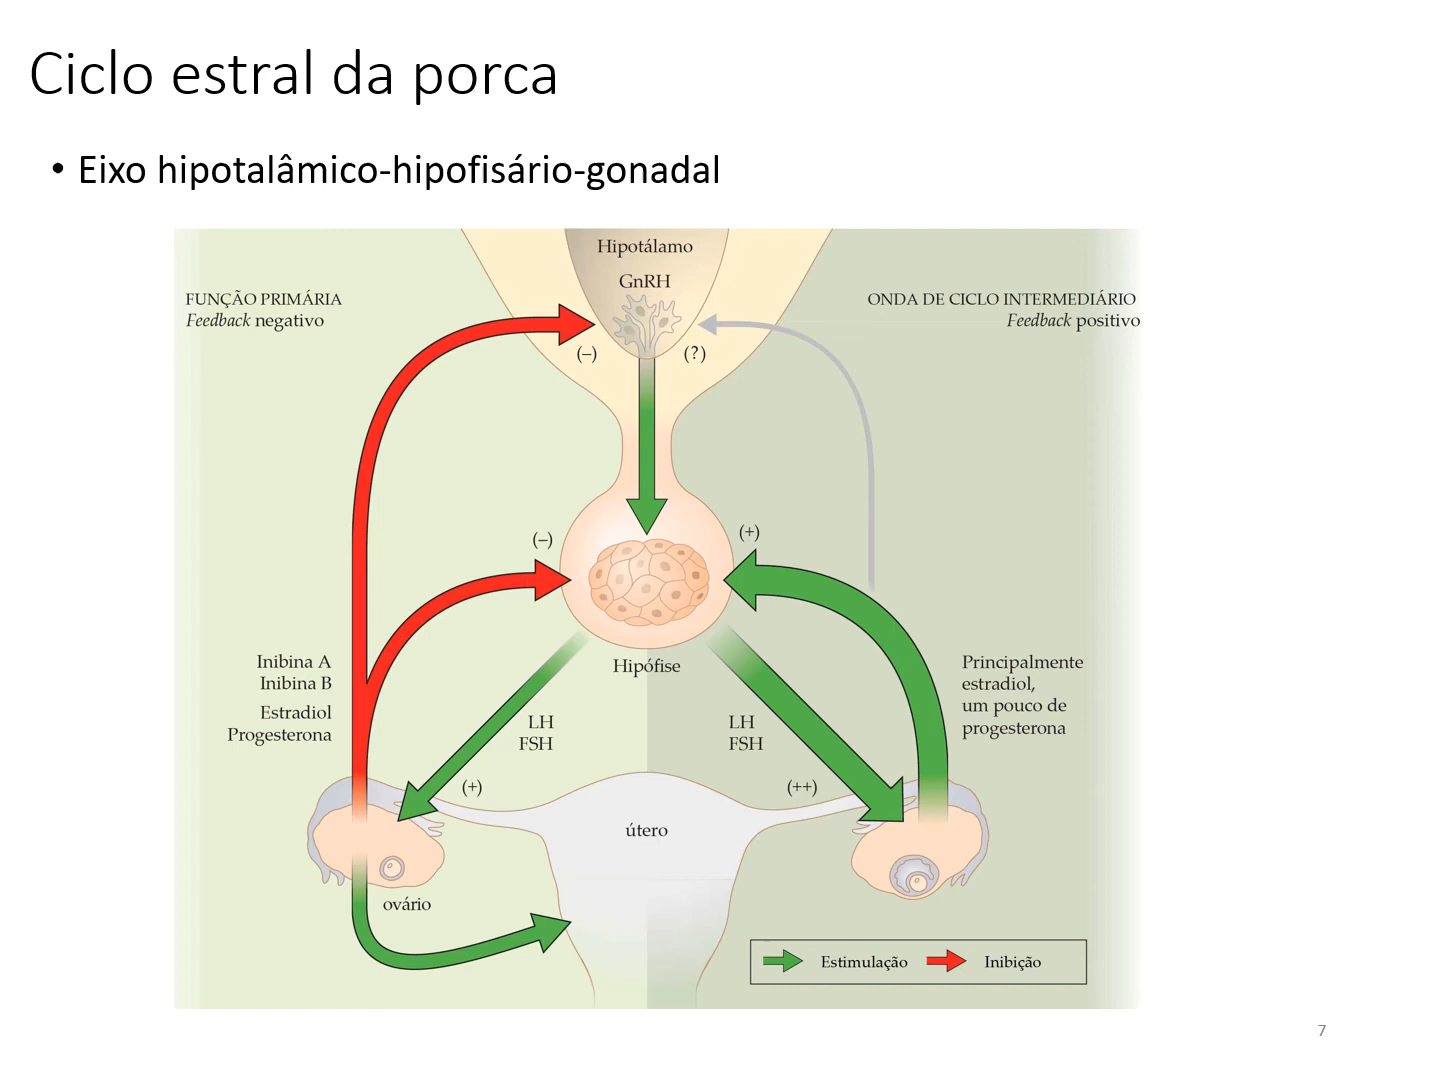 Ciclo estral da porca
• Eixo hipotalâmico-hipofisário-gonadal
Hipotálamo
GnRH
FUNÇÃO PRIMÁRIA
Feedback negativo
ONDA DE CICLO INTERMEDIÁRIO
Feedback positivo
(–)
(?)
(–)
(+)
Hipófise
Inibina A
Inibina B
Estradiol
Progesterona
LH
FSH
LH
FSH
Principalmente
estradiol,
um pouco de
progesterona
(+)
(++)
útero
ovário
Estimulação
Inibição
7